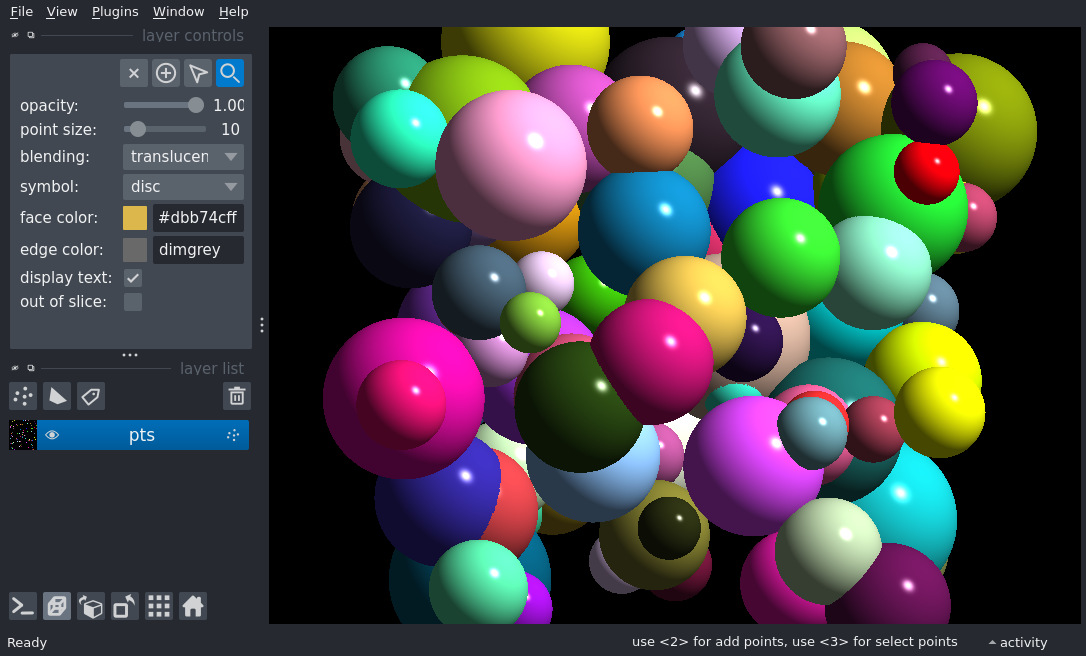 File View Plugins Window Help
layer controls
opacity: 1.00
point size: 10
blending: translucen
symbol: disc
face color: #dbb74cff
edge color: dimgrey
display text:
out of slice:
layer list
pts
Ready
use <2> for add points, use <3> for select points
activity